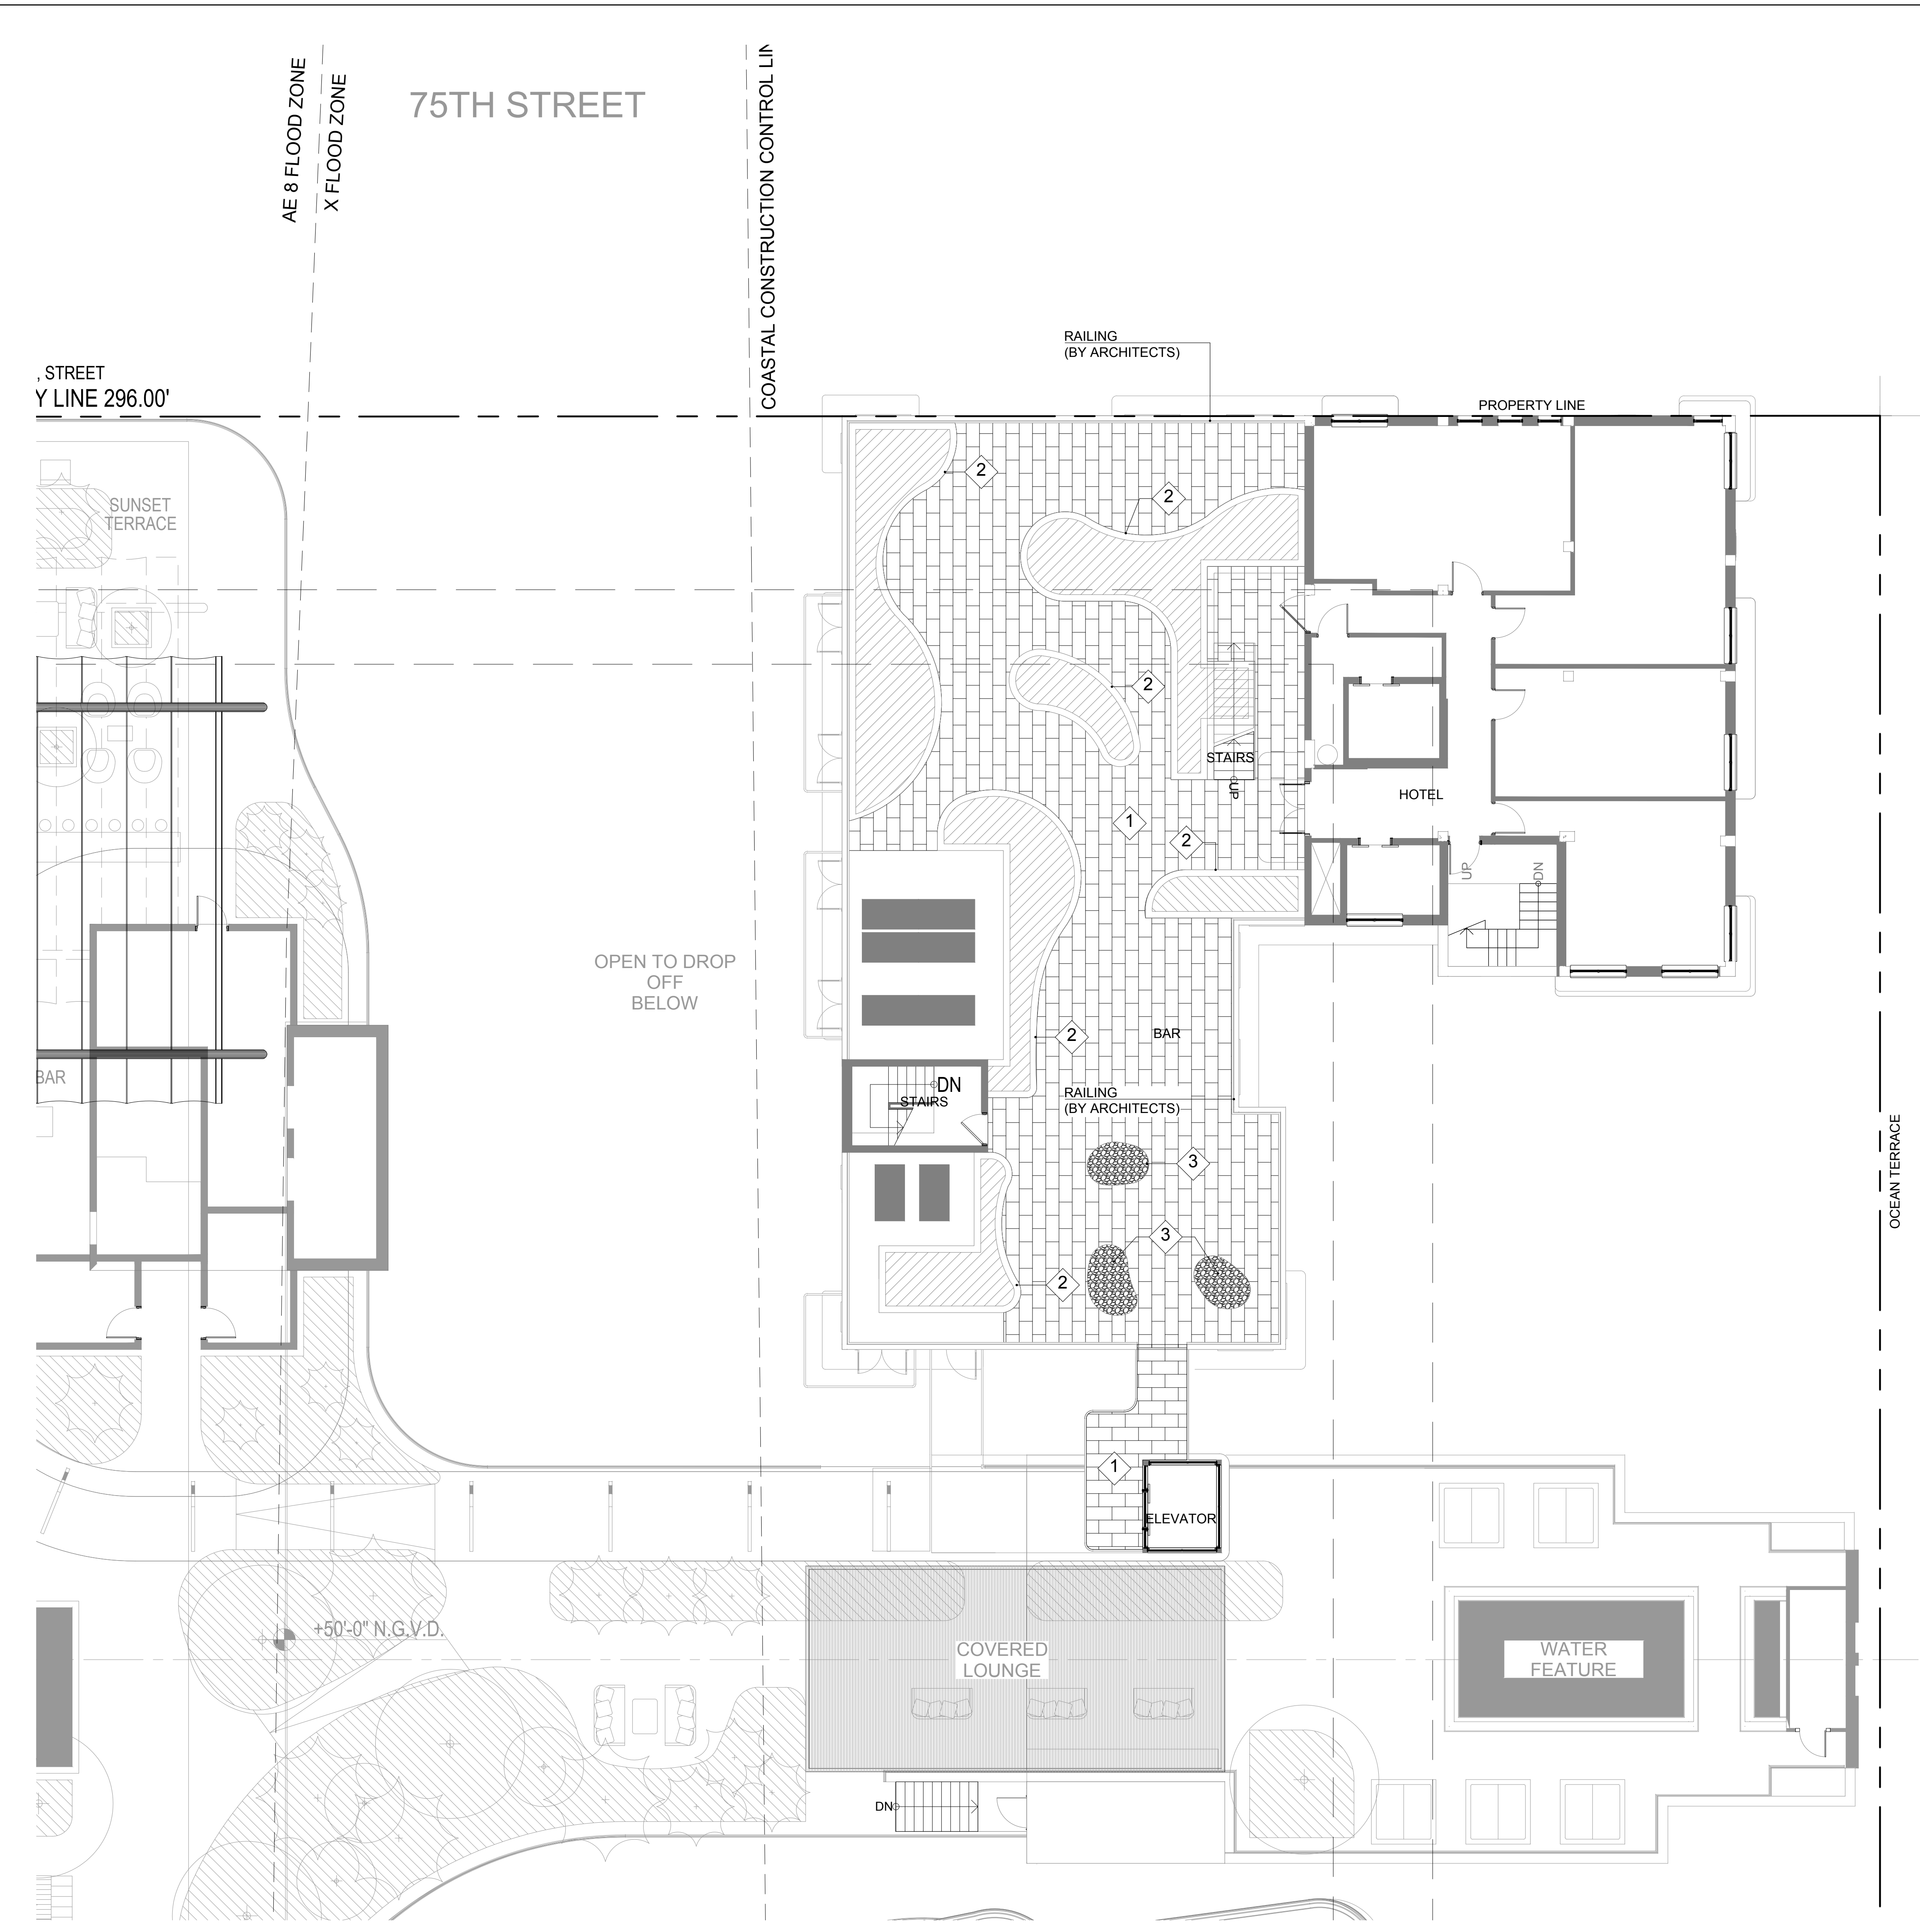 AE 8 FLOOD ZONE
X FLOOD ZONE
75TH STREET
COASTAL CONSTRUCTION CONTROL LIN
RAILING
(BY ARCHITECTS)
, STREET
Y LINE 296.00'
PROPERTY LINE
2
2
SUNSET
TERRACE
2
STAIRS
UP
HOTEL
1
2
UP
DN
OPEN TO DROP
OFF
BELOW
2
BAR
BAR
DN
STAIRS
RAILING
(BY ARCHITECTS)
3
OCEAN TERRACE
3
2
1
ELEVATOR
+50'-0" N.G.V.D.
COVERED
LOUNGE
WATER
FEATURE
DN